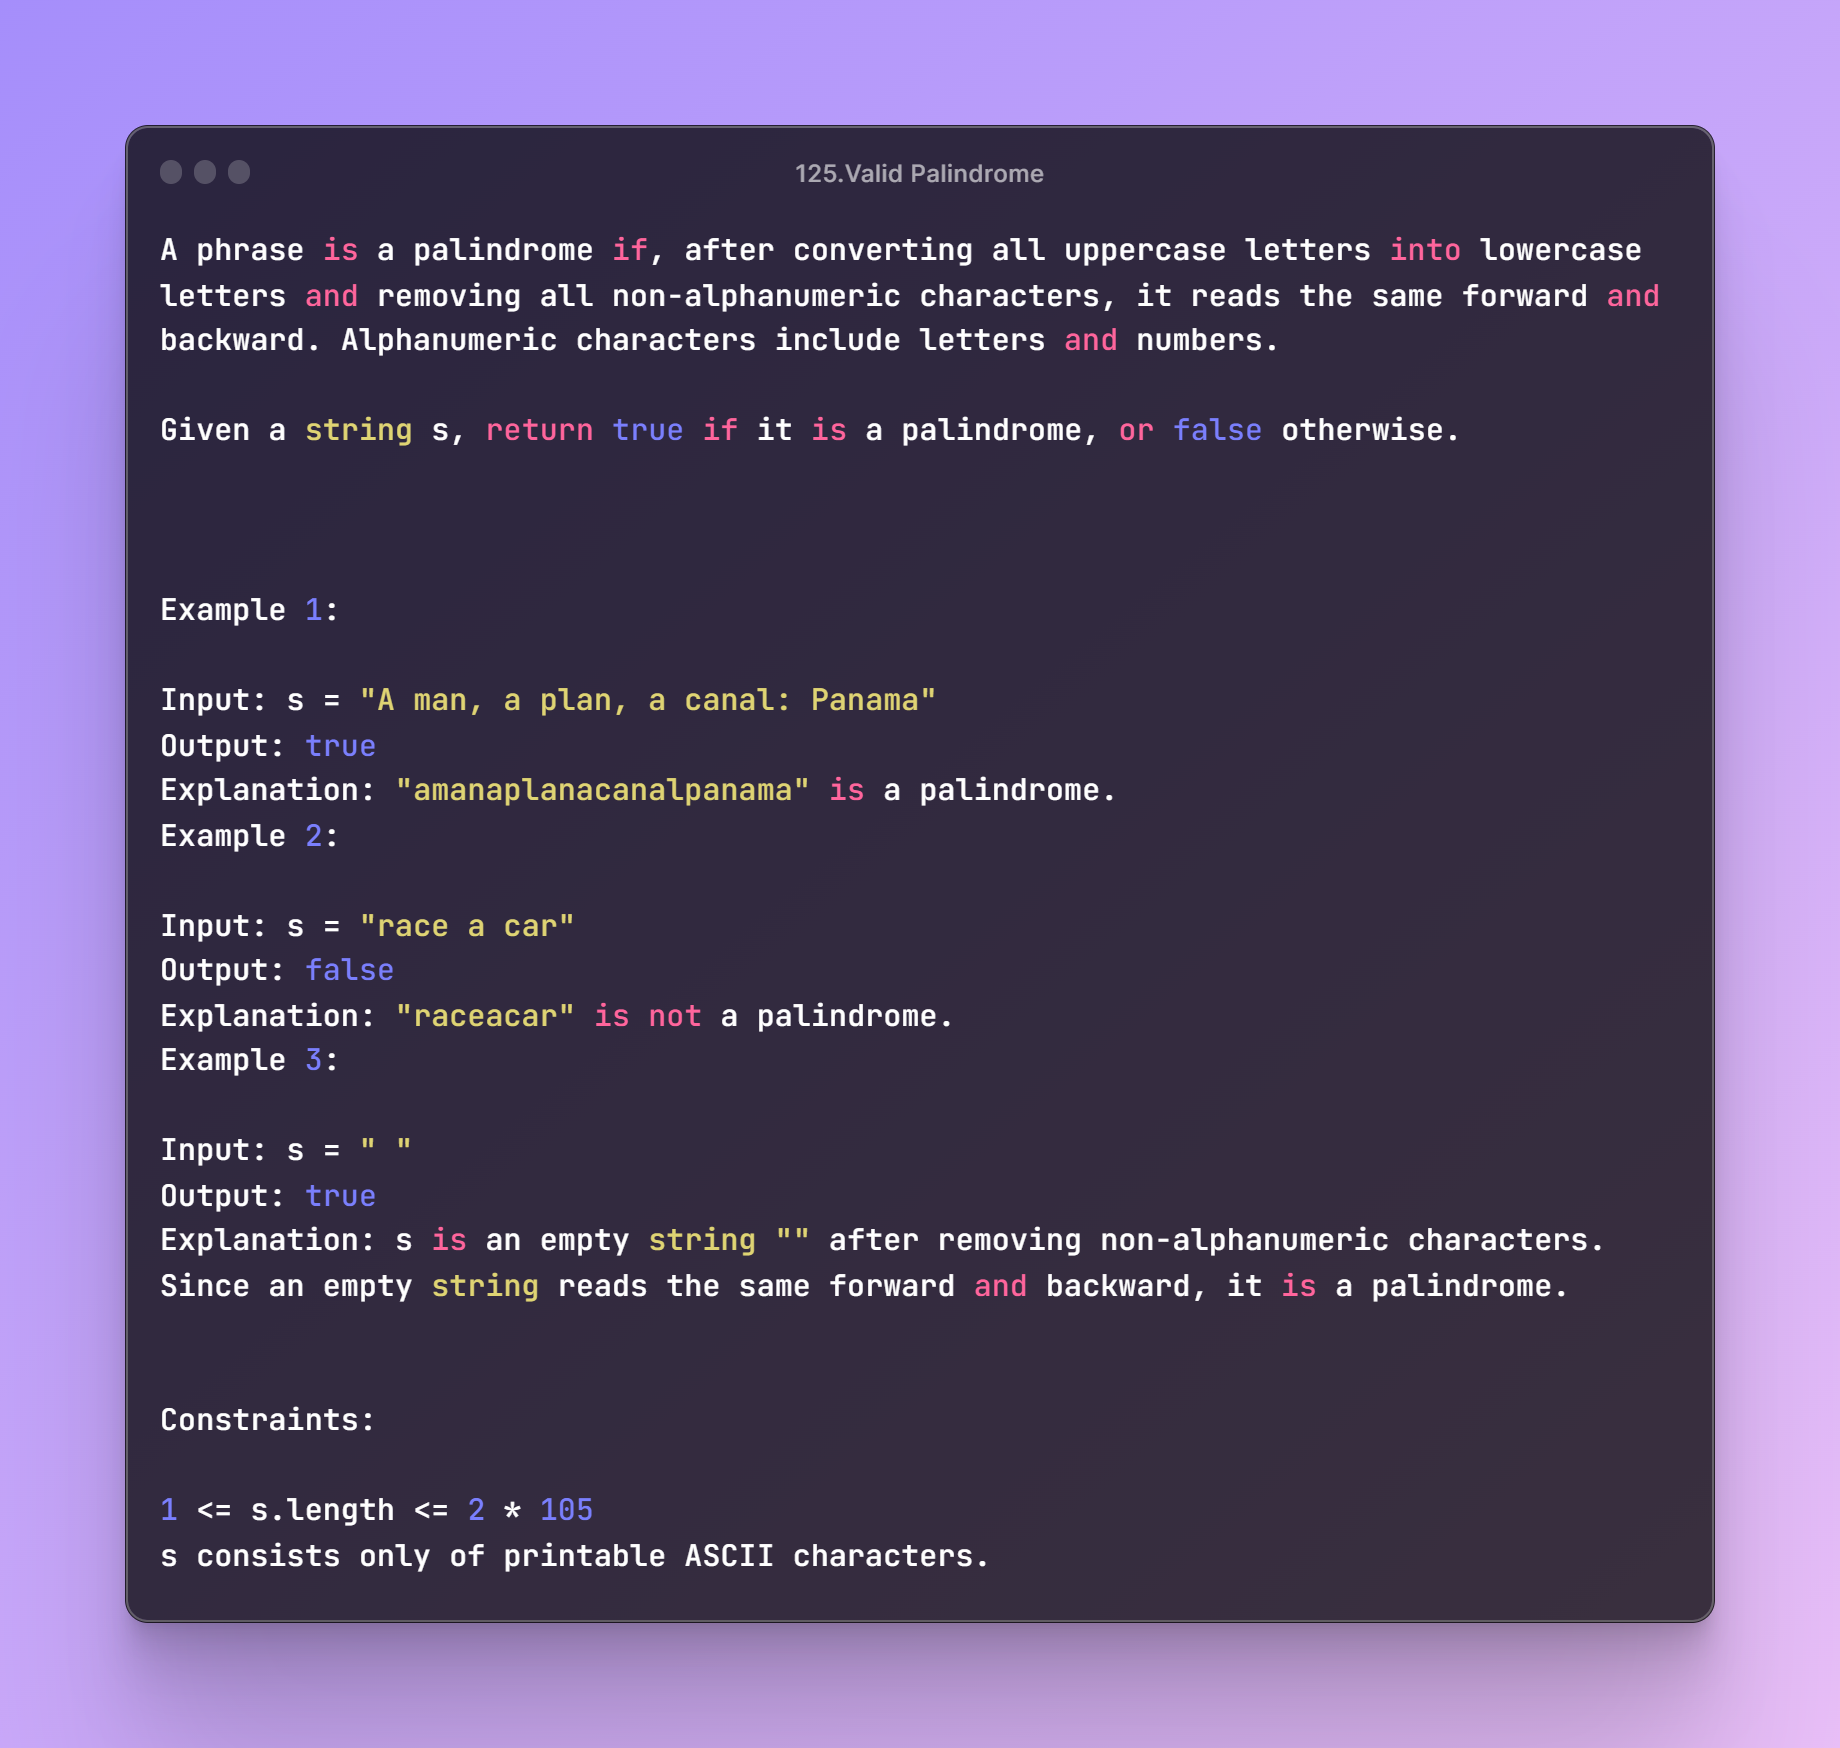 125.Valid Palindrome
A phrase is a palindrome if, after converting all uppercase letters into lowercase
letters and removing all non-alphanumeric characters, it reads the same forward and
backward. Alphanumeric characters include letters and numbers.
Given a string s, return true if it is a palindrome, or false otherwise.
Example 1:
Input: s = "A man, a plan, a canal: Panama"
Output: true
Explanation: "amanaplanacanalpanama" is a palindrome.
Example 2:
Input: s = "race a car"
Output: false
Explanation: "raceacar" is not a palindrome.
Example 3:
Input: s = " "
Output: true
Explanation: s is an empty string "" after removing non-alphanumeric characters.
Since an empty string reads the same forward and backward, it is a palindrome.
Constraints:
1 <= s.length <= 2 * 105
s consists only of printable ASCII characters.